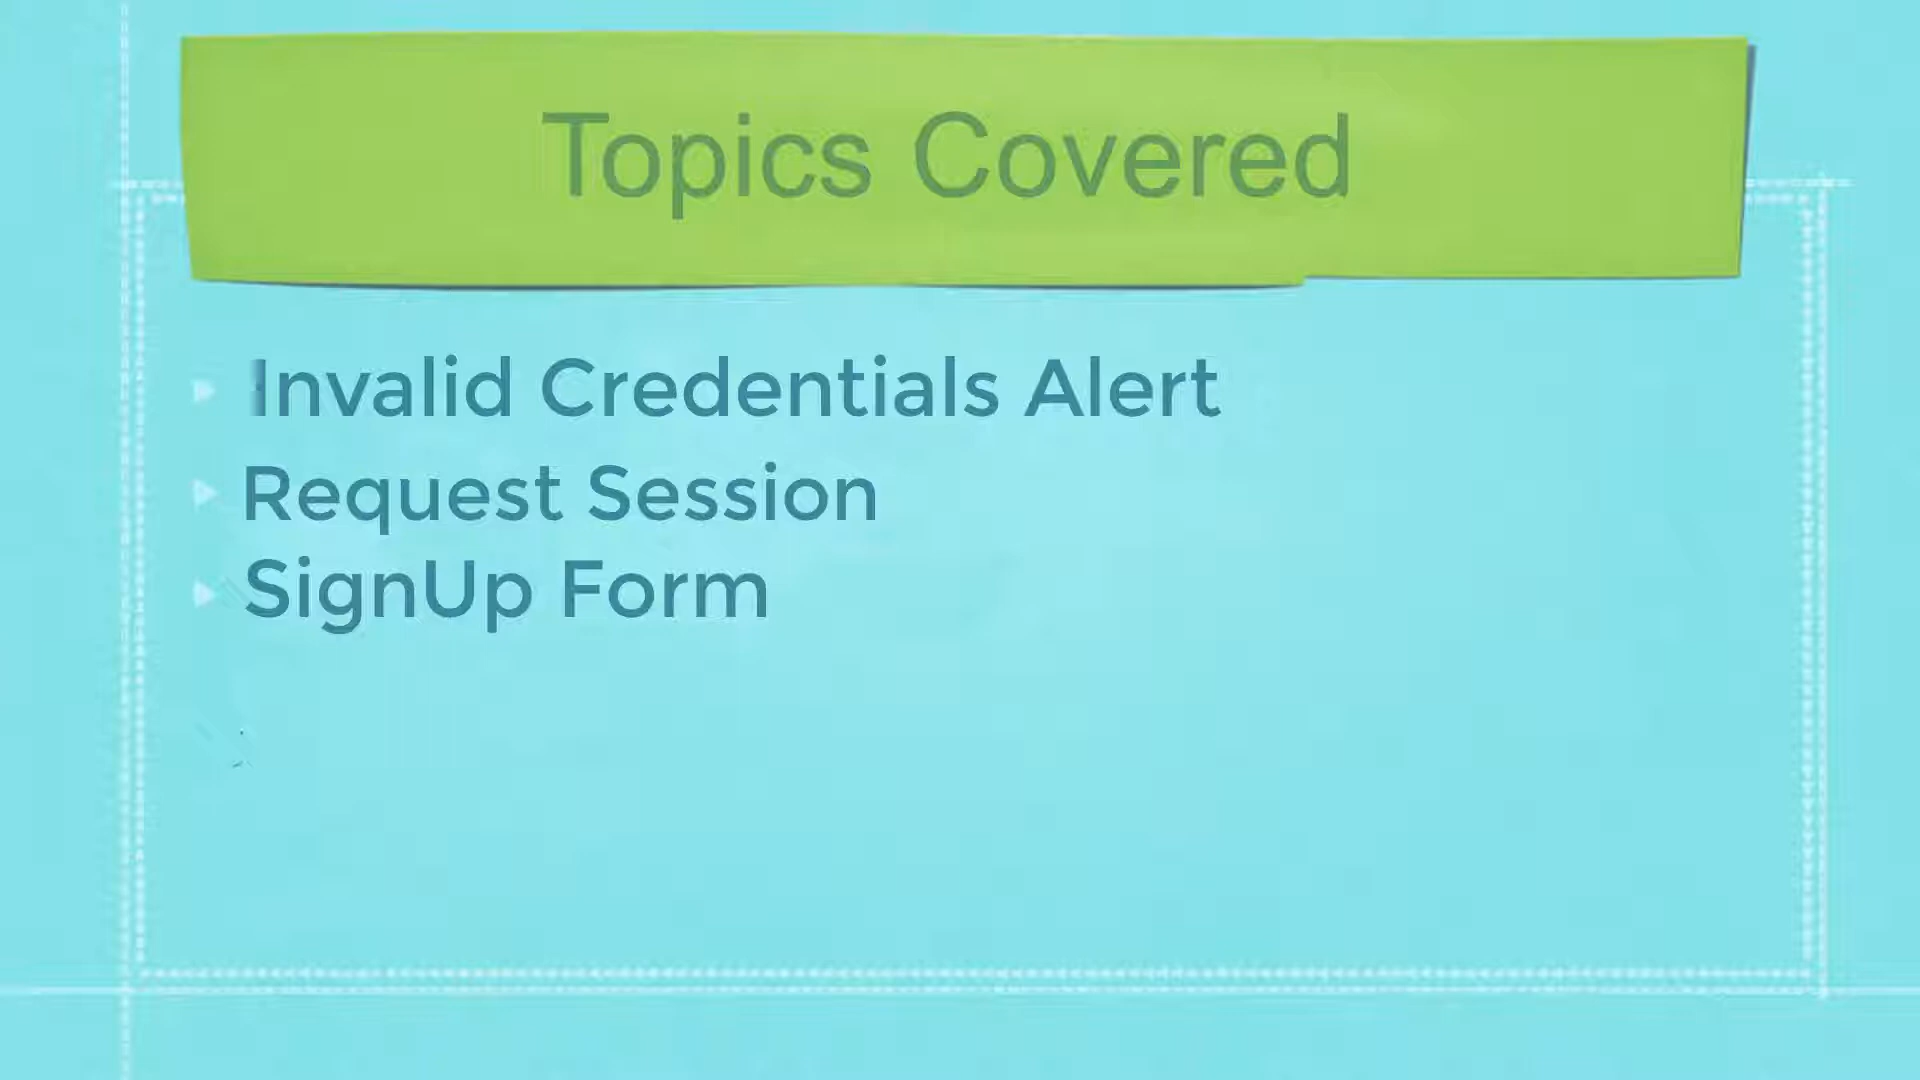 Topics Covered
Invalid Credentials Alert
Request Session
SignUp Form